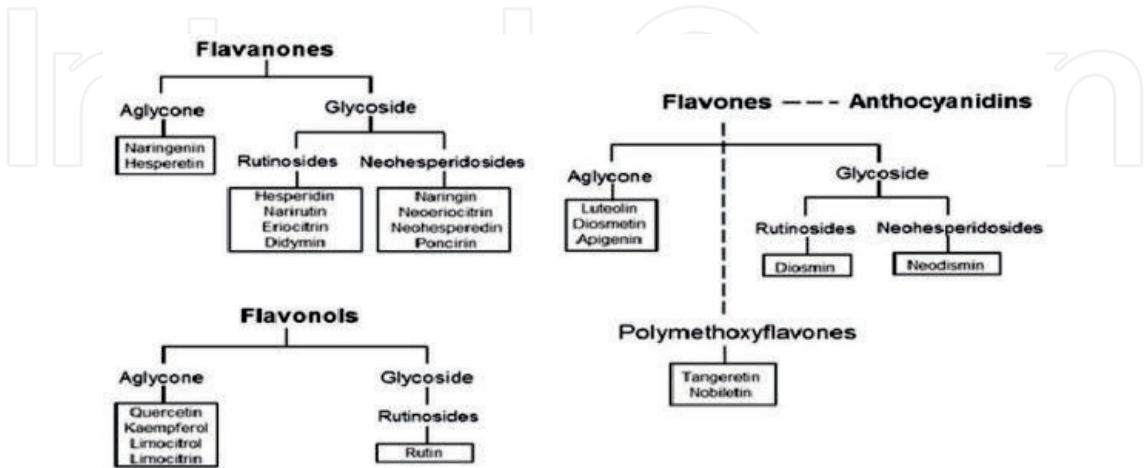 Flavanones
Aglycone
Glycoside
Naringenin
Hesperetin
Rutinosides
Neohesperidosides
Hesperidin
Narirutin
Eriocitrin
Didymin
Naringin
Neoeriocitrin
Neohesperedin
Poncirin
Flavones --- Anthocyanidins
Aglycone
Glycoside
Luteolin
Diosmetin
Apigenin
Rutinosides
Neohesperidosides
Diosmin
Neodismin
Polymethoxyflavones
Tangeretin
Nobiletin
Flavonols
Aglycone
Glycoside
Quercetin
Kaempferol
Limocitrol
Limocitrin
Rutinosides
Rutin